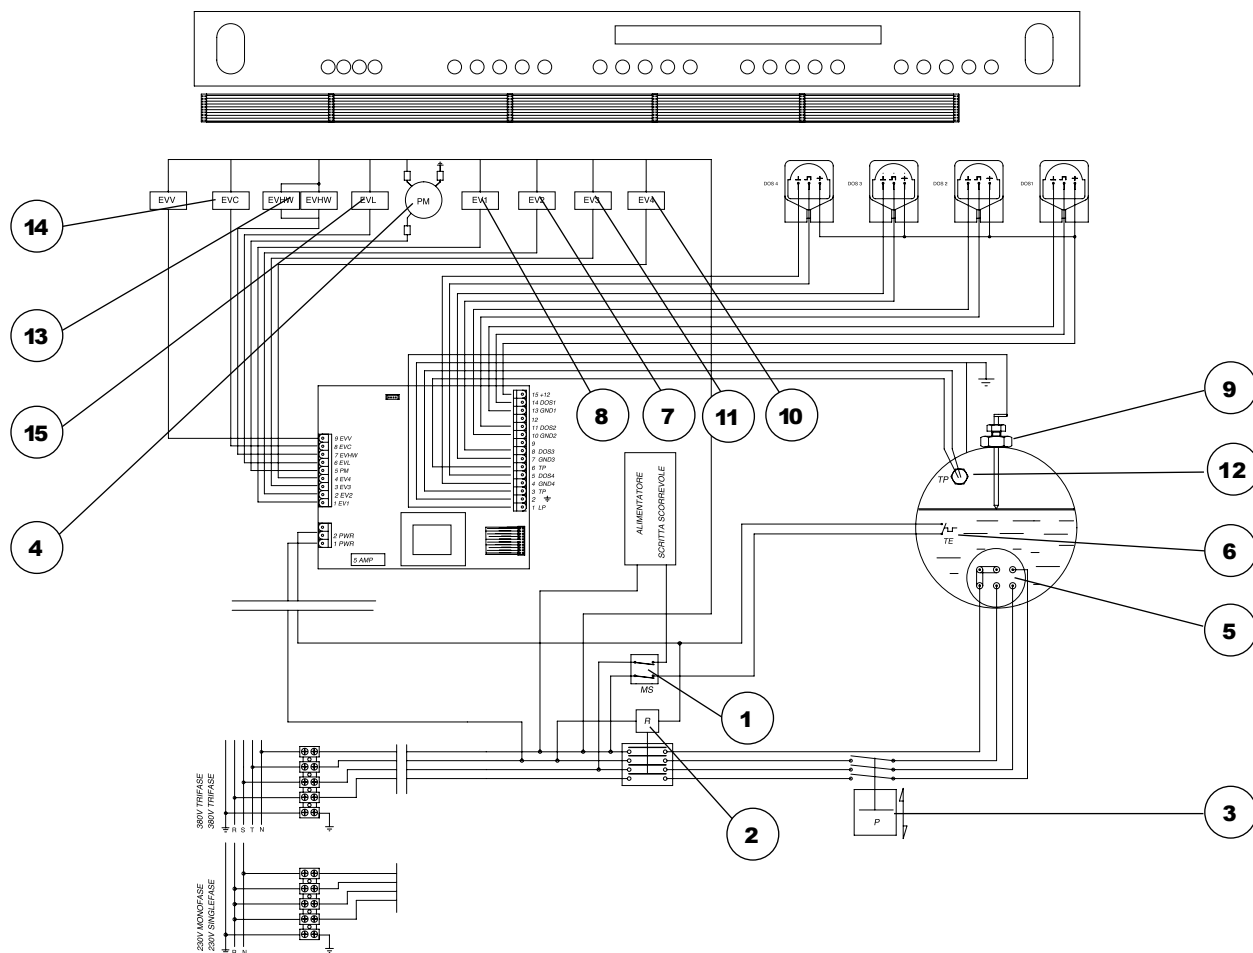 DOS 4
DOS 3
DOS 2
DOS1
EVV
EVC
EVHW
EVHW
EVL
PM
EV1
EV2
EV3
EV4
14
13
15
4
8
7
11
10
9
12
6
5
1
2
3
15 +12
14 DOS1
13 GND1
12
11 DOS2
10 GND2
9
8 DOS3
7 GND3
6 TP
5 DOS4
4 GND4
3 TP
2
1 LP
9 EVV
8 EVC
7 EVHW
6 EVL
5 PM
4 EV4
3 EV3
2 EV2
1 EV1
2 PWR
1 PWR
5 AMP
ALIMENTATORE
SCRITTA SCORREVOLE
TP
TE
MS
R
P
380V TRIFASE
380V TRIFASE
R S T N
230V MONOFASE
230V SINGLEFASE
R N